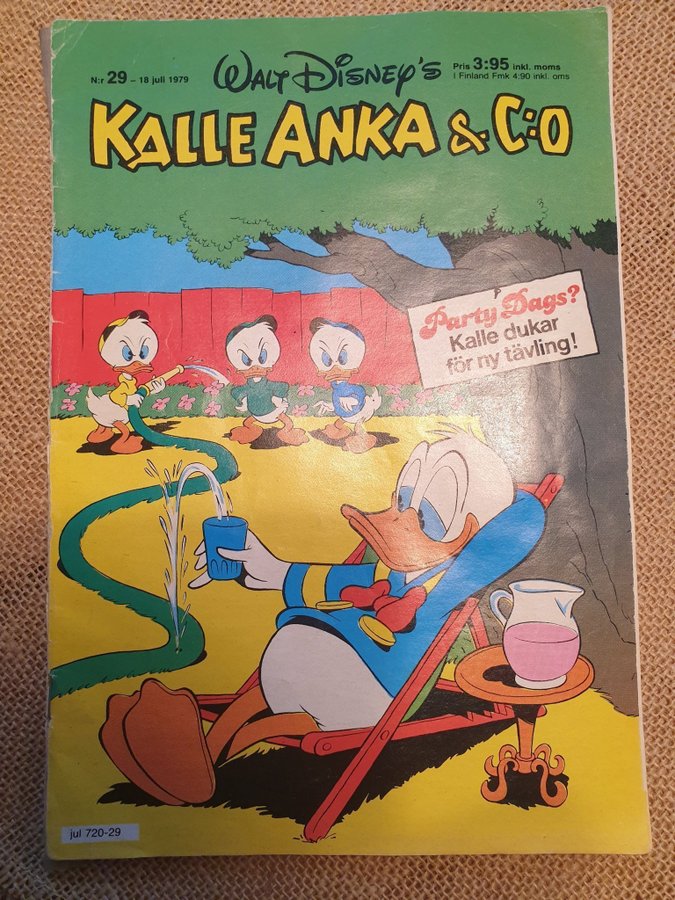 N:r 29 – 18 juli 1979
WALT DISNEY'S
Pris 3:95 inkl. moms
I Finland Fmk 4:90 inkl. oms
KALLE ANKA & C:O
Party Dags?
Kalle dukar
för ny tävling!
jul 720-29